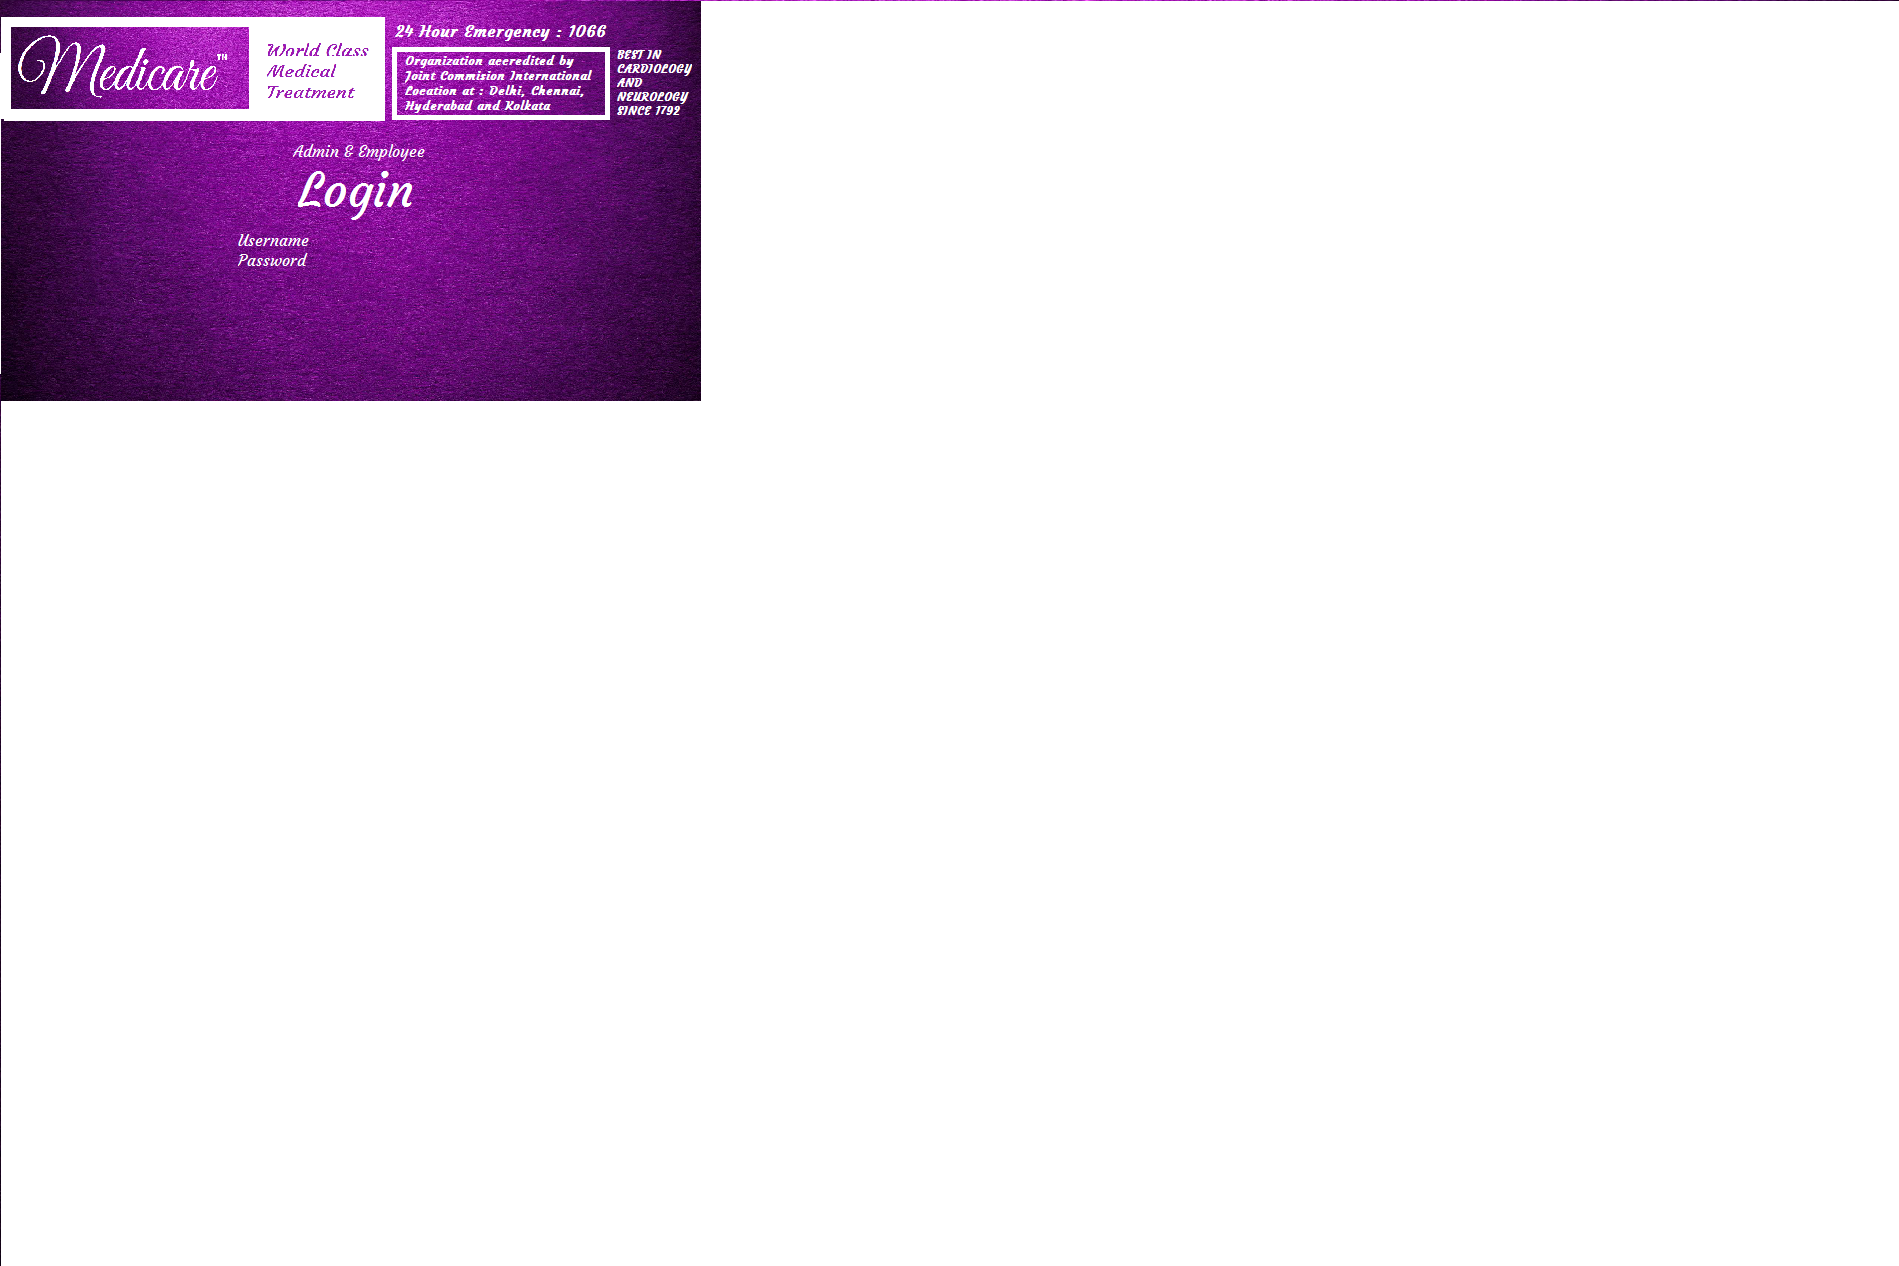 Medicare™
World Class
Medical
Treatment
24 Hour Emergency : 1066
Organization accredited by
Joint Commision International
Location at : Delhi, Chennai,
Hyderabad and Kolkata
BEST IN
CARDIOLOGY
AND
NEUROLOGY
SINCE 1792
Admin & Employee
Login
Username
Password